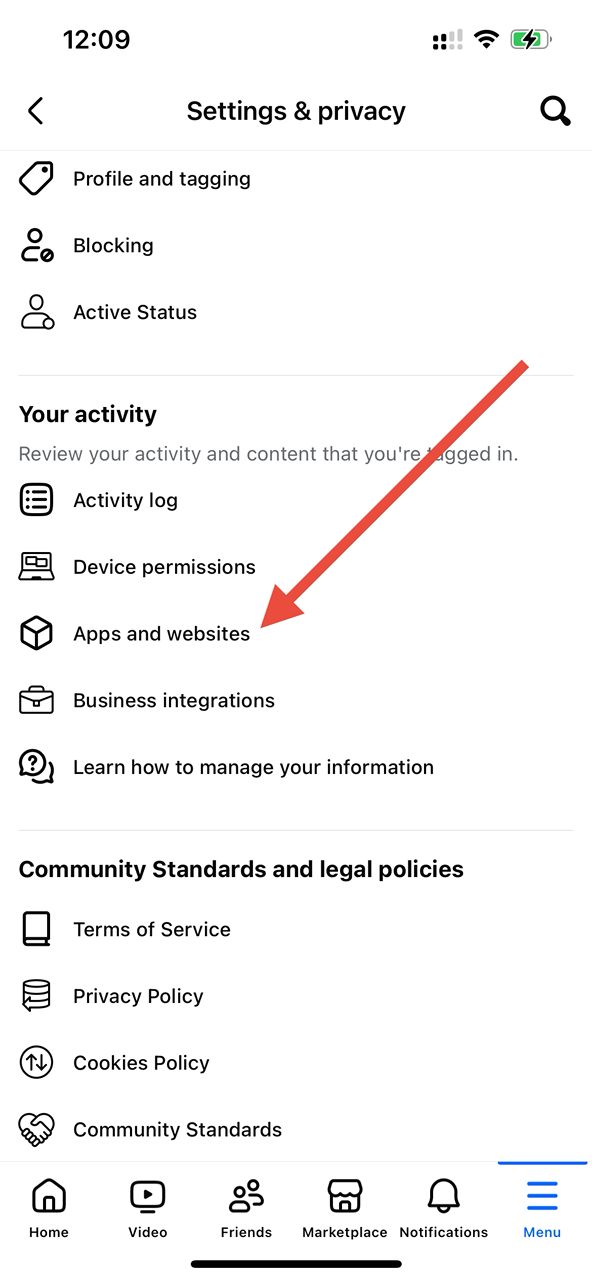 12:09
Settings & privacy
Profile and tagging
Blocking
Active Status
Your activity
Review your activity and content that you're tagged in.
Activity log
Device permissions
Apps and websites
Business integrations
Learn how to manage your information
Community Standards and legal policies
Terms of Service
Privacy Policy
Cookies Policy
Community Standards
Home Video Friends Marketplace Notifications Menu